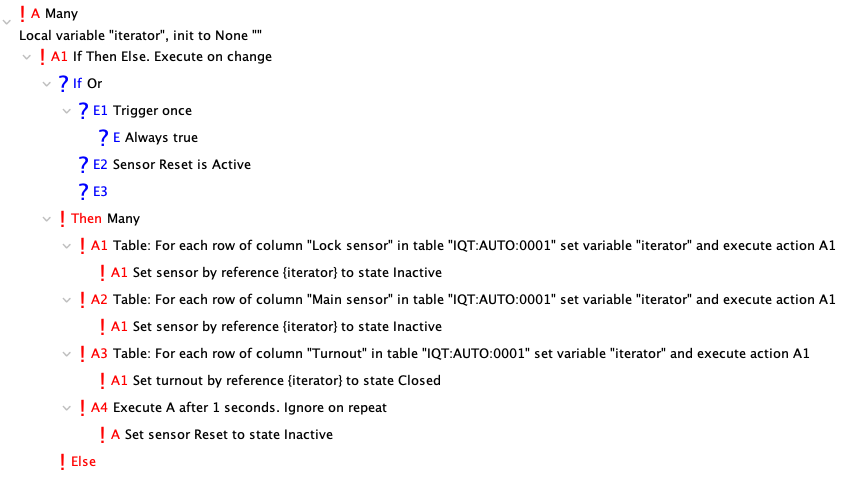 ! A Many
Local variable "iterator", init to None ""
! A1 If Then Else. Execute on change
? If Or
? E1 Trigger once
? E Always true
? E2 Sensor Reset is Active
? E3
! Then Many
! A1 Table: For each row of column "Lock sensor" in table "IQT:AUTO:0001" set variable "iterator" and execute action A1
! A1 Set sensor by reference {iterator} to state Inactive
! A2 Table: For each row of column "Main sensor" in table "IQT:AUTO:0001" set variable "iterator" and execute action A1
! A1 Set sensor by reference {iterator} to state Inactive
! A3 Table: For each row of column "Turnout" in table "IQT:AUTO:0001" set variable "iterator" and execute action A1
! A1 Set turnout by reference {iterator} to state Closed
! A4 Execute A after 1 seconds. Ignore on repeat
! A Set sensor Reset to state Inactive
! Else